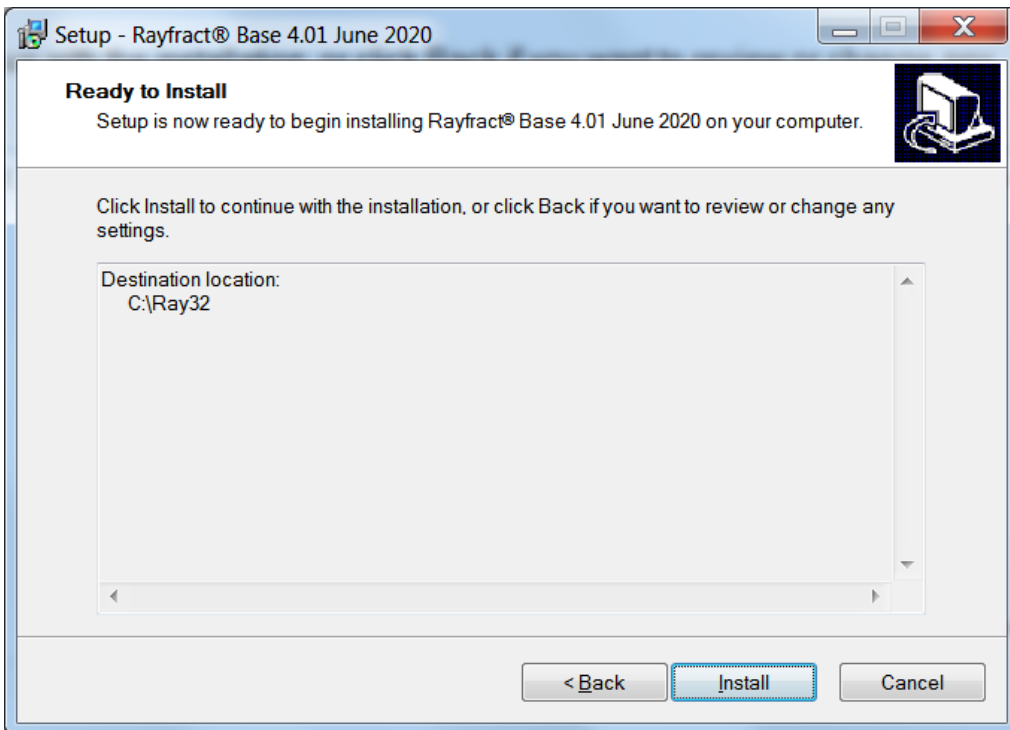 Setup - Rayfract® Base 4.01 June 2020
Ready to Install
Setup is now ready to begin installing Rayfract® Base 4.01 June 2020 on your computer.
Click Install to continue with the installation, or click Back if you want to review or change any
settings.
Destination location:
C:\Ray32
< Back
Install
Cancel